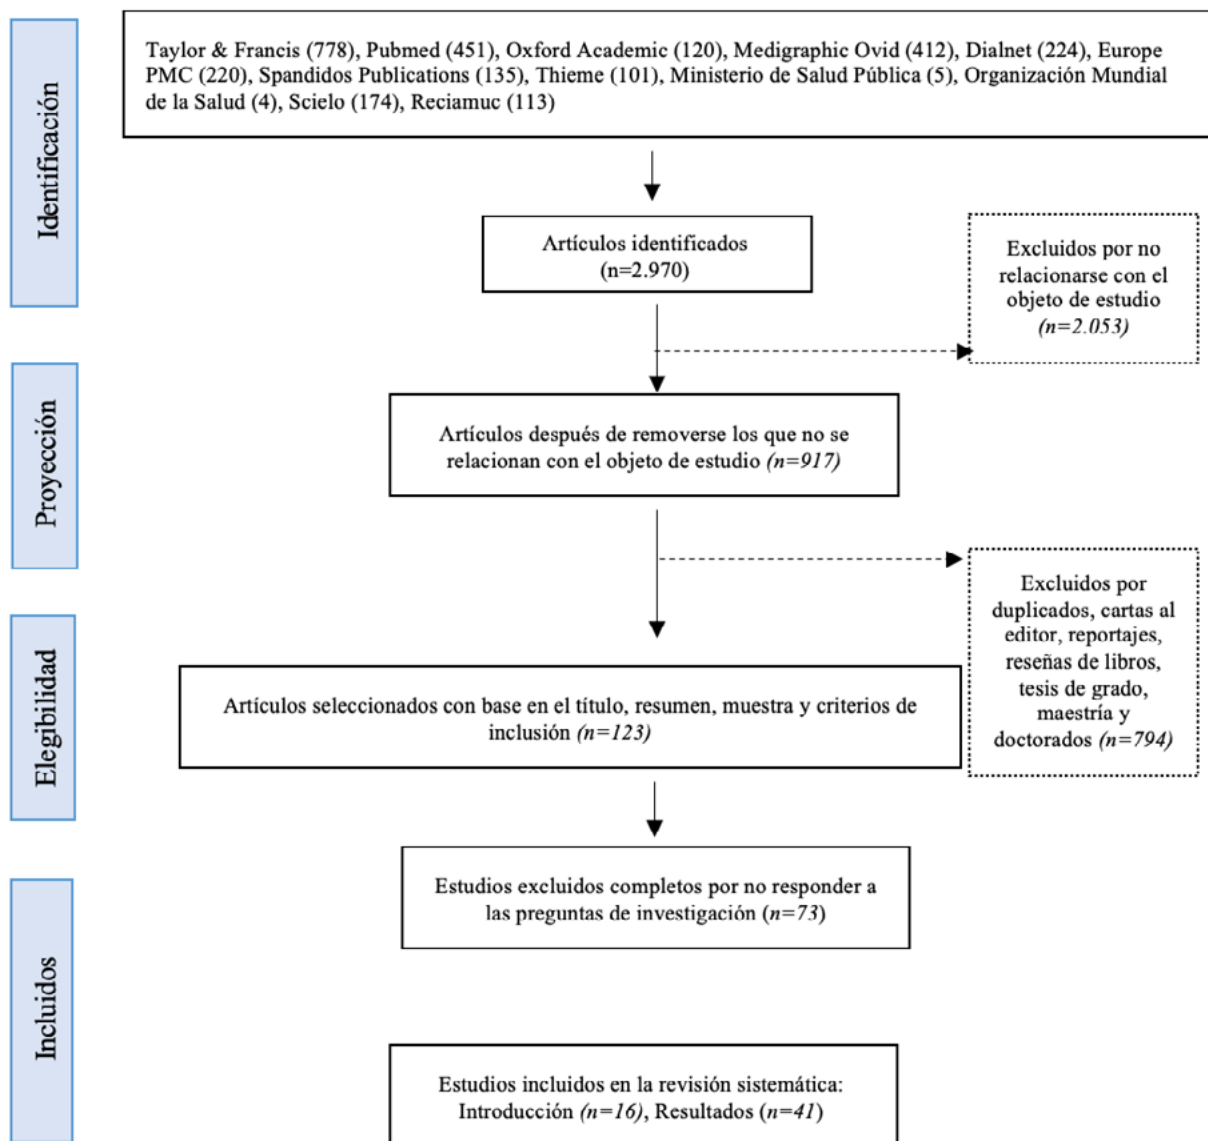 Identificación
Taylor & Francis (778), Pubmed (451), Oxford Academic (120), Medigraphic Ovid (412), Dialnet (224), Europe
PMC (220), Spandidos Publications (135), Thieme (101), Ministerio de Salud Pública (5), Organización Mundial
de la Salud (4), Scielo (174), Reciamuc (113)
Artículos identificados
(n=2.970)
Excluidos por no
relacionarse con el
objeto de estudio
(n=2.053)
Proyección
Artículos después de removerse los que no se
relacionan con el objeto de estudio (n=917)
Excluidos por
duplicados, cartas al
editor, reportajes,
reseñas de libros,
tesis de grado,
maestría y
doctorados (n=794)
Elegibilidad
Artículos seleccionados con base en el título, resumen, muestra y criterios de
inclusión (n=123)
Estudios excluidos completos por no responder a
las preguntas de investigación (n=73)
Incluidos
Estudios incluidos en la revisión sistemática:
Introducción (n=16), Resultados (n=41)